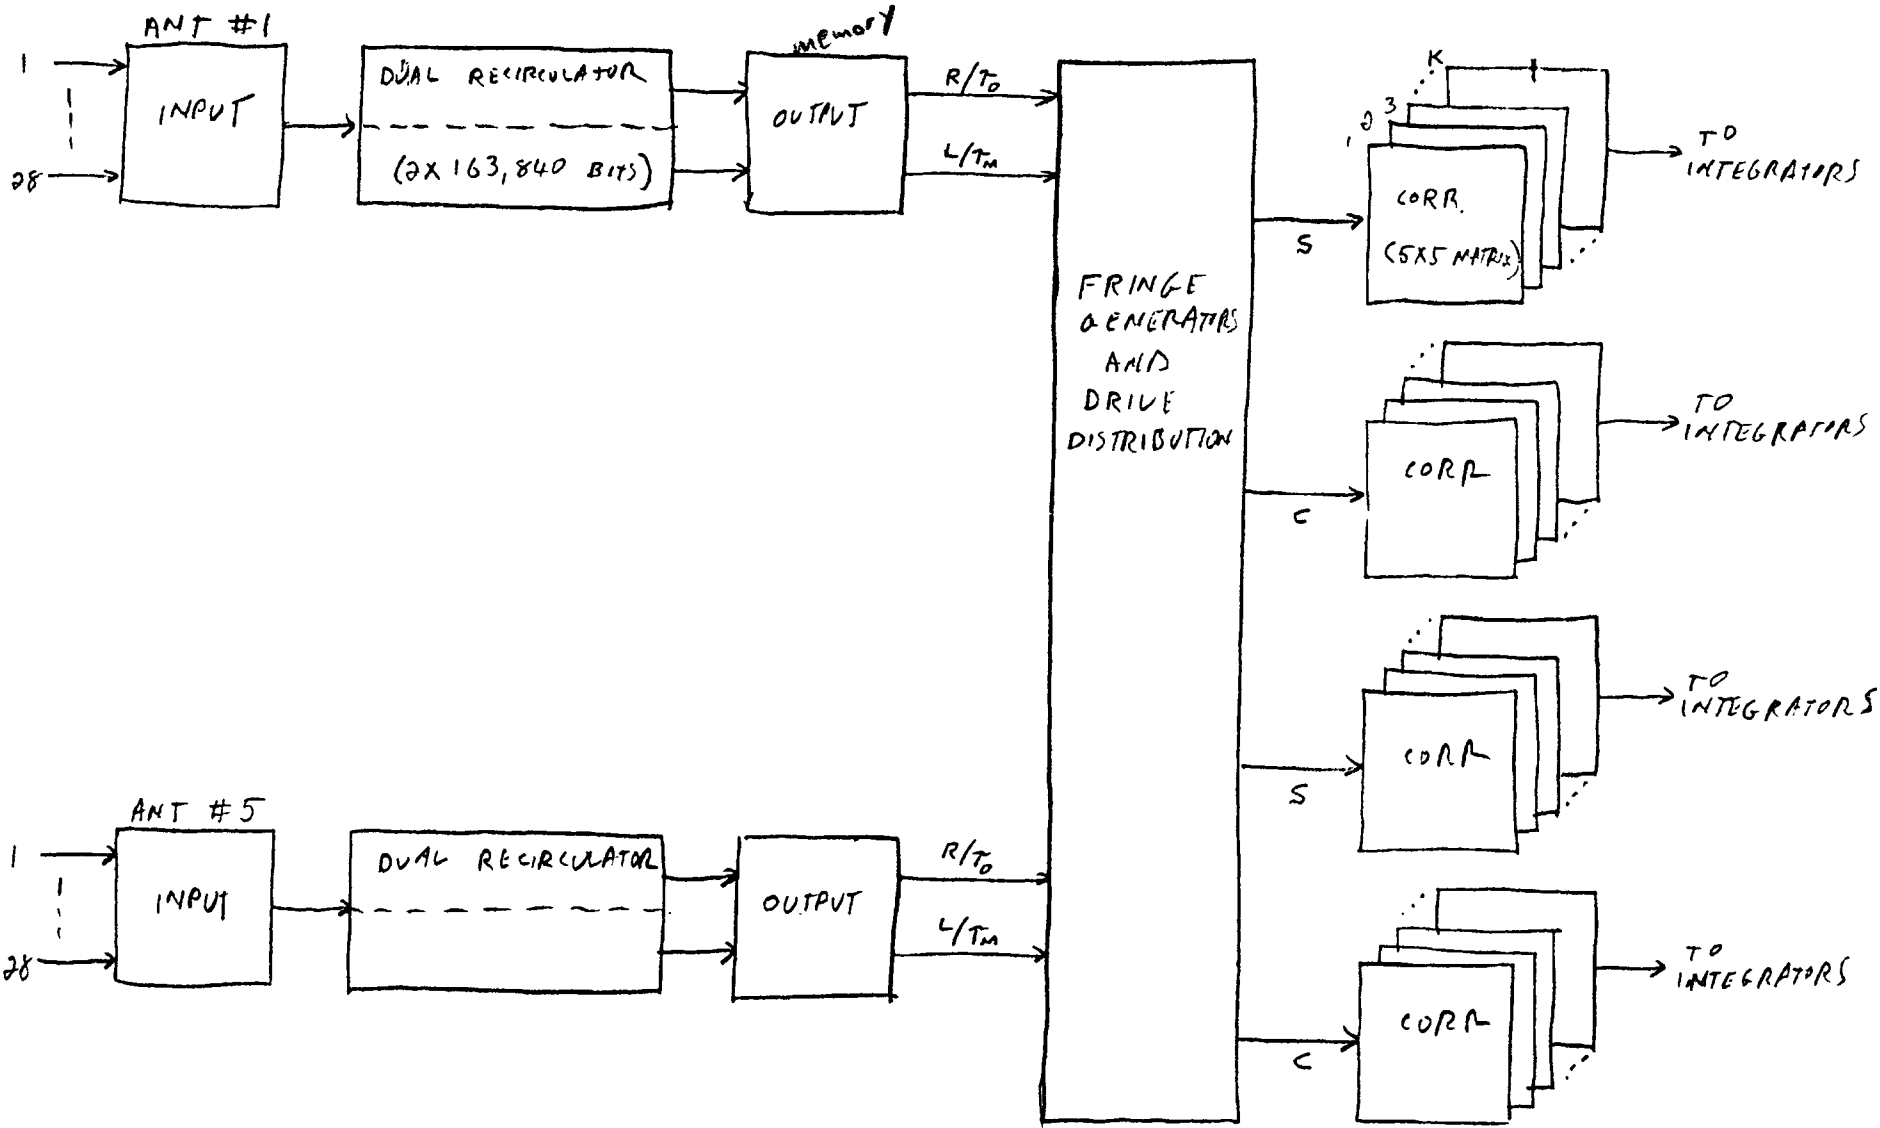 ANT #1
1
28
INPUT
DUAL RECIRCULATOR
(2X 163,840 BITS)
memory
OUTPUT
R/T0
L/TM
FRINGE
GENERATORS
AND
DRIVE
DISTRIBUTION
S
1 2 3 K
CORR.
(5X5 MATRIX)
TO
INTEGRATORS
C
CORR
TO
INTEGRATORS
S
CORR
TO
INTEGRATORS
ANT #5
1
28
INPUT
DUAL RECIRCULATOR
OUTPUT
R/T0
L/TM
C
CORR
TO
INTEGRATORS